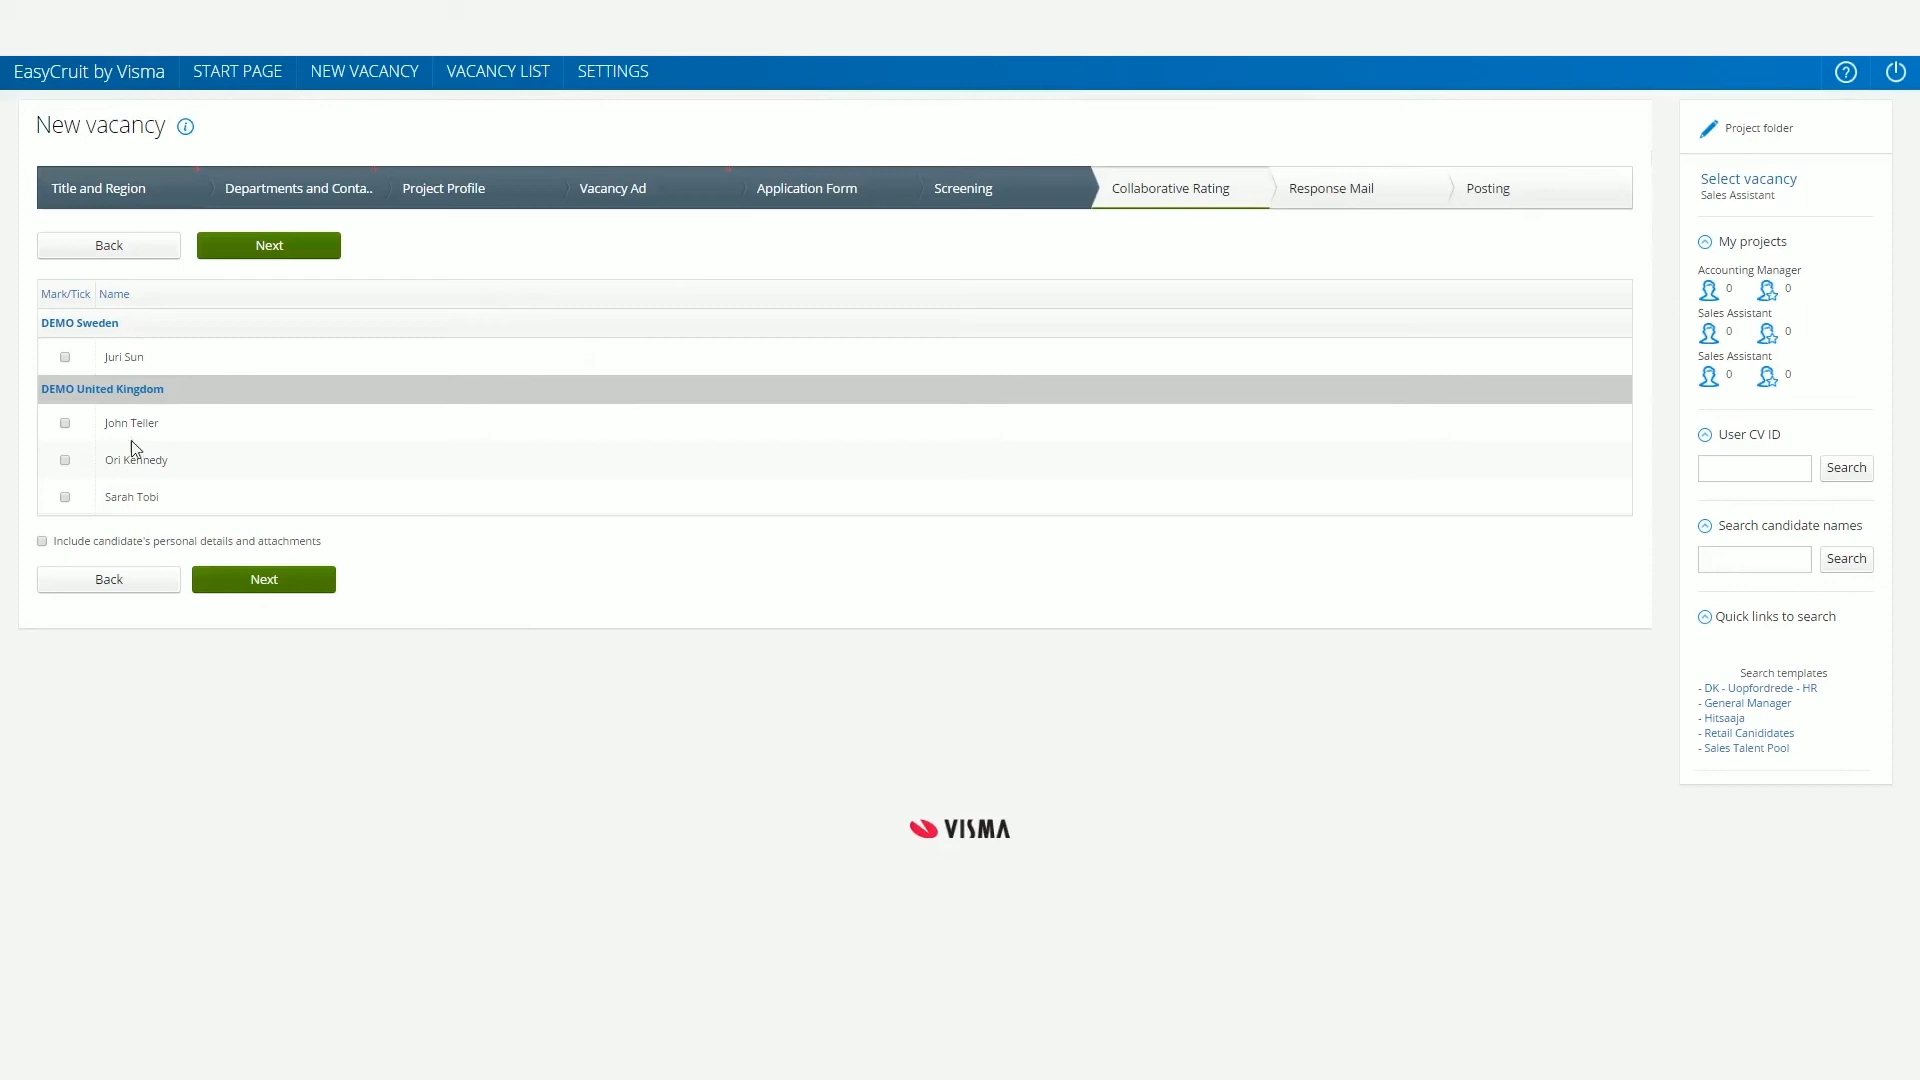 EasyCruit by Visma START PAGE NEW VACANCY VACANCY LIST SETTINGS ?
New vacancy i
Title and Region Departments and Conta.. Project Profile Vacancy Ad Application Form Screening Collaborative Rating Response Mail Posting
Back Next
Mark/Tick Name
DEMO Sweden
Juri Sun
DEMO United Kingdom
John Teller
Ori Kennedy
Sarah Tobi
Include candidate's personal details and attachments
Back Next
Project folder
Select vacancy
Sales Assistant
My projects
Accounting Manager
0 0
Sales Assistant
0 0
Sales Assistant
0 0
User CV ID
Search
Search candidate names
Search
Quick links to search
Search templates
- DK - Uopfordrede - HR
- General Manager
- Hitsaaja
- Retail Canididates
- Sales Talent Pool
VISMA